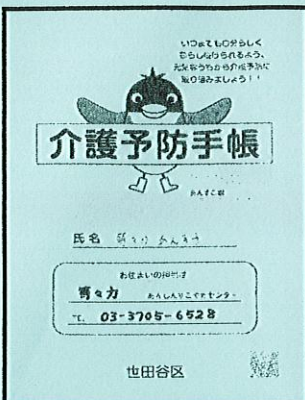 いつまでも自分らしく
暮らし続けられるよう、
元気なうちから介護予防に
取り組みましょう！！
介護予防手帳
氏名
お住まいの担当は
等々力 あんしんすこやかセンター
TEL 03-3705-6528
世田谷区